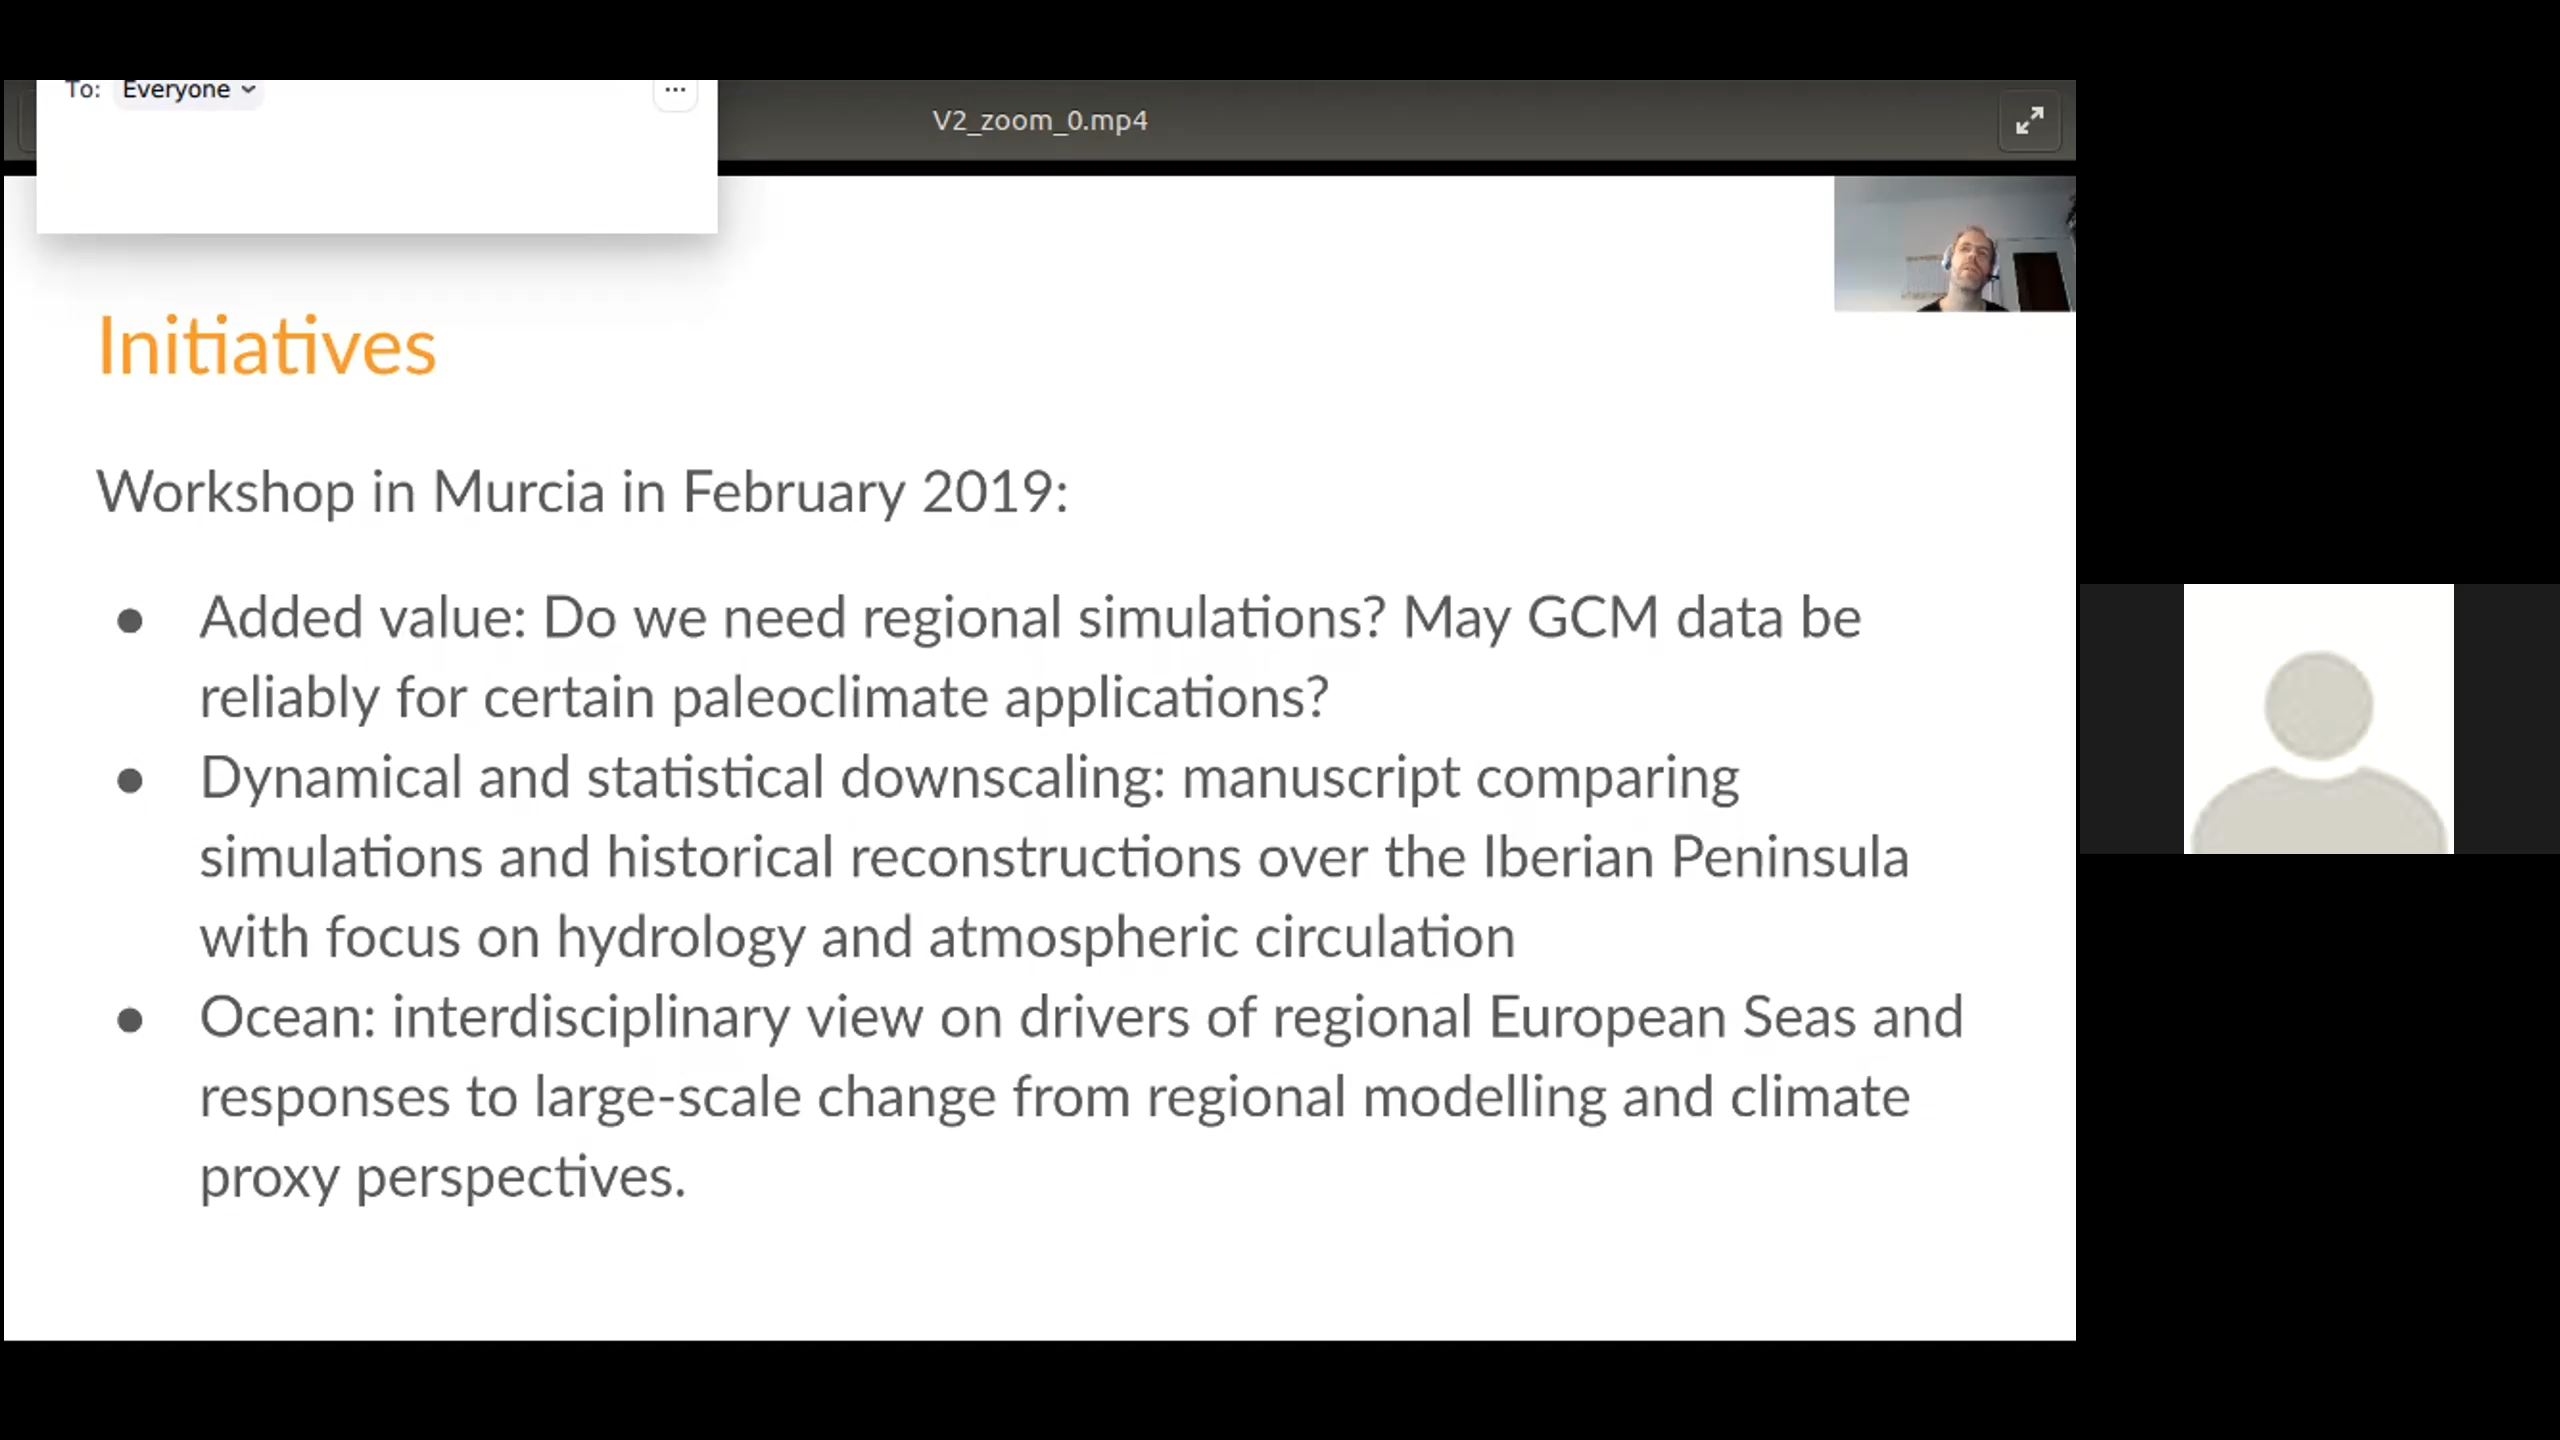 To: Everyone
V2_zoom_0.mp4
Initiatives
Workshop in Murcia in February 2019:
● Added value: Do we need regional simulations? May GCM data be
reliably for certain paleoclimate applications?
● Dynamical and statistical downscaling: manuscript comparing
simulations and historical reconstructions over the Iberian Peninsula
with focus on hydrology and atmospheric circulation
● Ocean: interdisciplinary view on drivers of regional European Seas and
responses to large-scale change from regional modelling and climate
proxy perspectives.